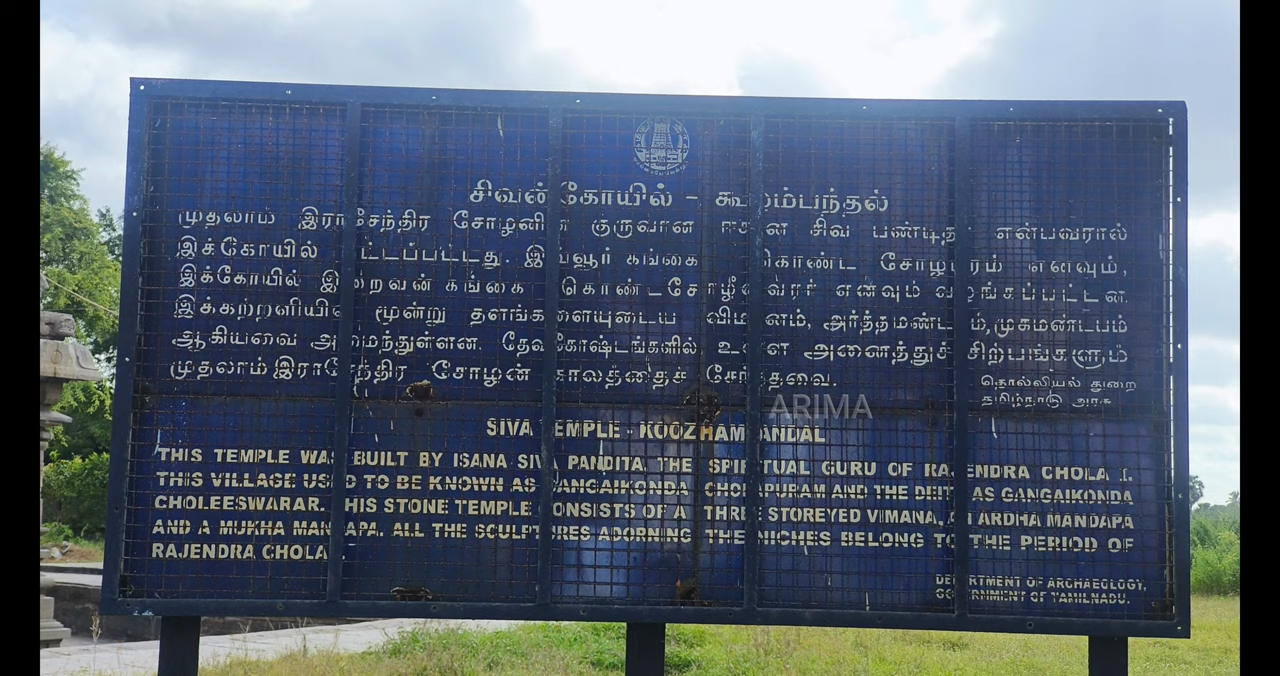 சிவன் கோயில் - கூழம்பந்தல்
முதலாம் இராசேந்திர சோழனின் குருவான ஈசான சிவ பண்டிதர் என்பவரால்
இக்கோயில் கட்டப்பட்டது. இவ்வூர் கங்கை கொண்ட சோழபுரம் எனவும்,
இக்கோயில் இறைவன் கங்கை கொண்டசோழீஸ்வரர் எனவும் வழங்கப்பட்டன.
இக்கற்றளியில் மூன்று தளங்களையுடைய விமானம், அர்த்தமண்டபம்,முகமண்டபம்
ஆகியவை அமைந்துள்ளன. தேவகோஷ்டங்களில் உள்ள அனைத்துச் சிற்பங்களும்
முதலாம் இராசேந்திர சோழன் காலத்தைச் சேர்ந்தவை.
தொல்லியல் துறை
தமிழ்நாடு அரசு
ARIMA
SIVA TEMPLE - KOOZHAMPANDAL
THIS TEMPLE WAS BUILT BY ISANA SIVA PANDITA, THE SPIRITUAL GURU OF RAJENDRA CHOLA I.
THIS VILLAGE USED TO BE KNOWN AS GANGAIKONDA CHOLAPURAM AND THE DEITY AS GANGAIKONDA
CHOLEESWARAR. THIS STONE TEMPLE CONSISTS OF A THREE STOREYED VIMANA, AN ARDHA MANDAPA
AND A MUKHA MANDAPA. ALL THE SCULPTURES ADORNING THE NICHES BELONG TO THE PERIOD OF
RAJENDRA CHOLA
DEPARTMENT OF ARCHAEOLOGY,
GOVERNMENT OF TAMILNADU.